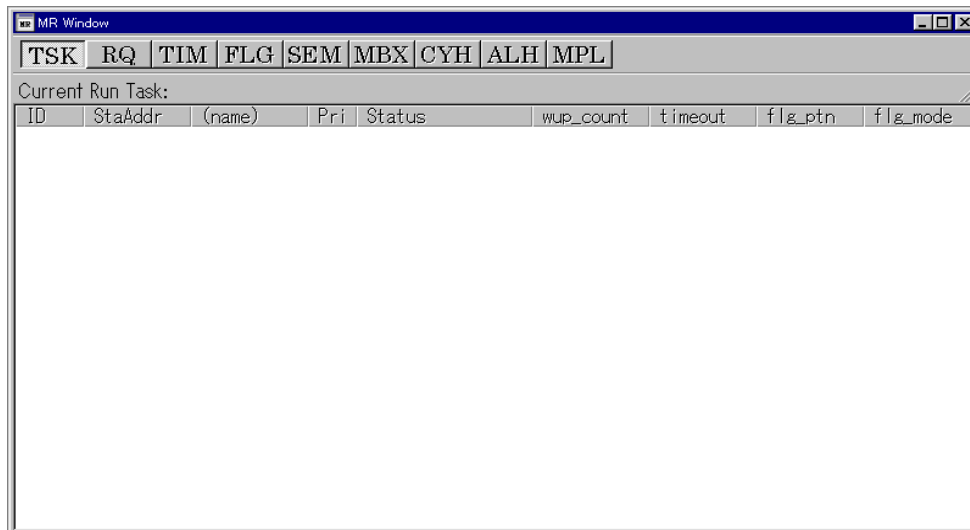 MR MR Window
TSK RQ TIM FLG SEM MBX CYH ALH MPL
Current Run Task:
ID StaAddr (name) Pri Status wup_count timeout flg_ptn flg_mode